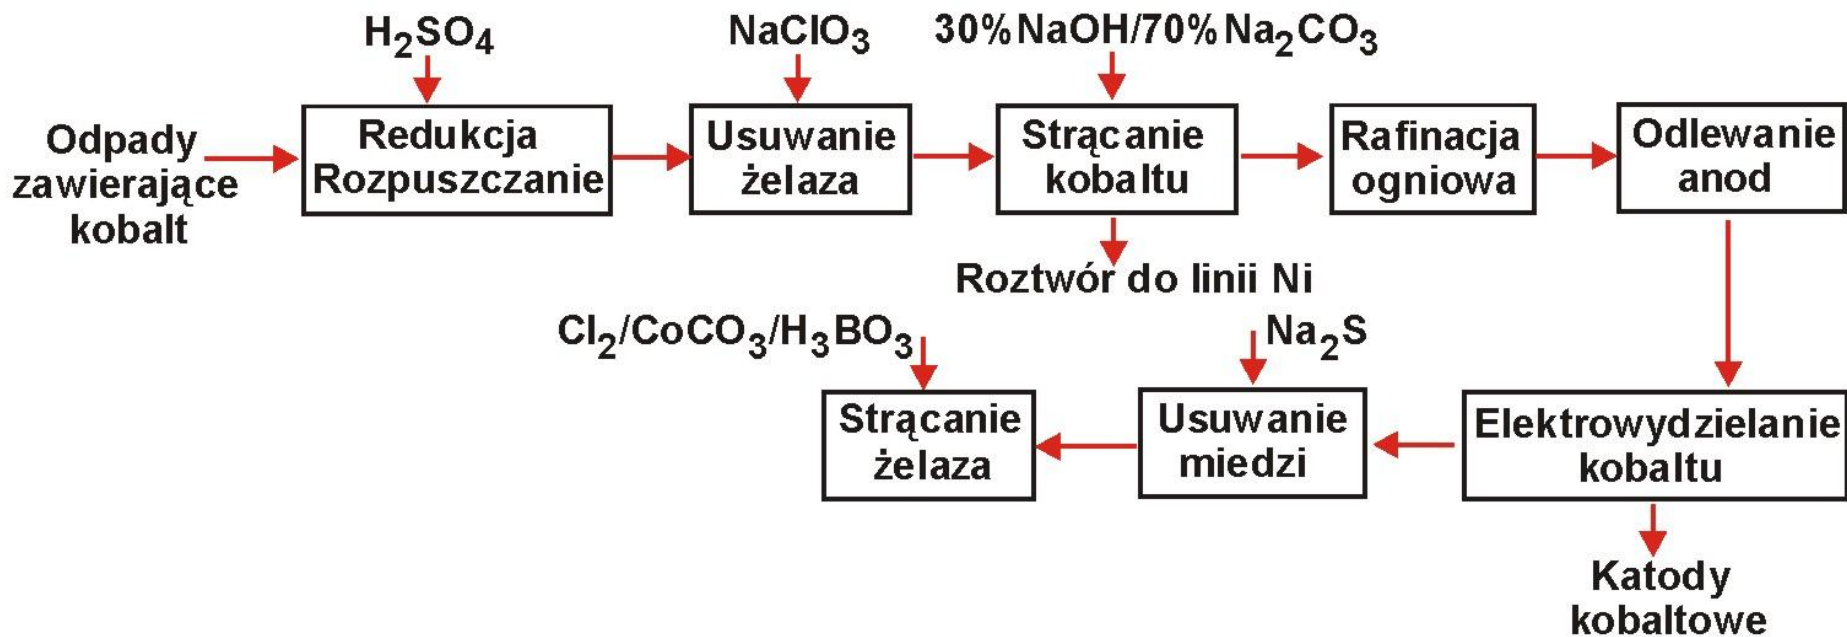 H₂SO₄
NaClO₃
30%NaOH/70%Na₂CO₃
Odpady
zawierające
kobalt
Redukcja
Rozpuszczanie
Usuwanie
żelaza
Strącanie
kobaltu
Rafinacja
ogniowa
Odlewanie
anod
Roztwór do linii Ni
Cl₂/CoCO₃/H₃BO₃
Na₂S
Strącanie
żelaza
Usuwanie
miedzi
Elektrowydzielanie
kobaltu
Katody
kobaltowe